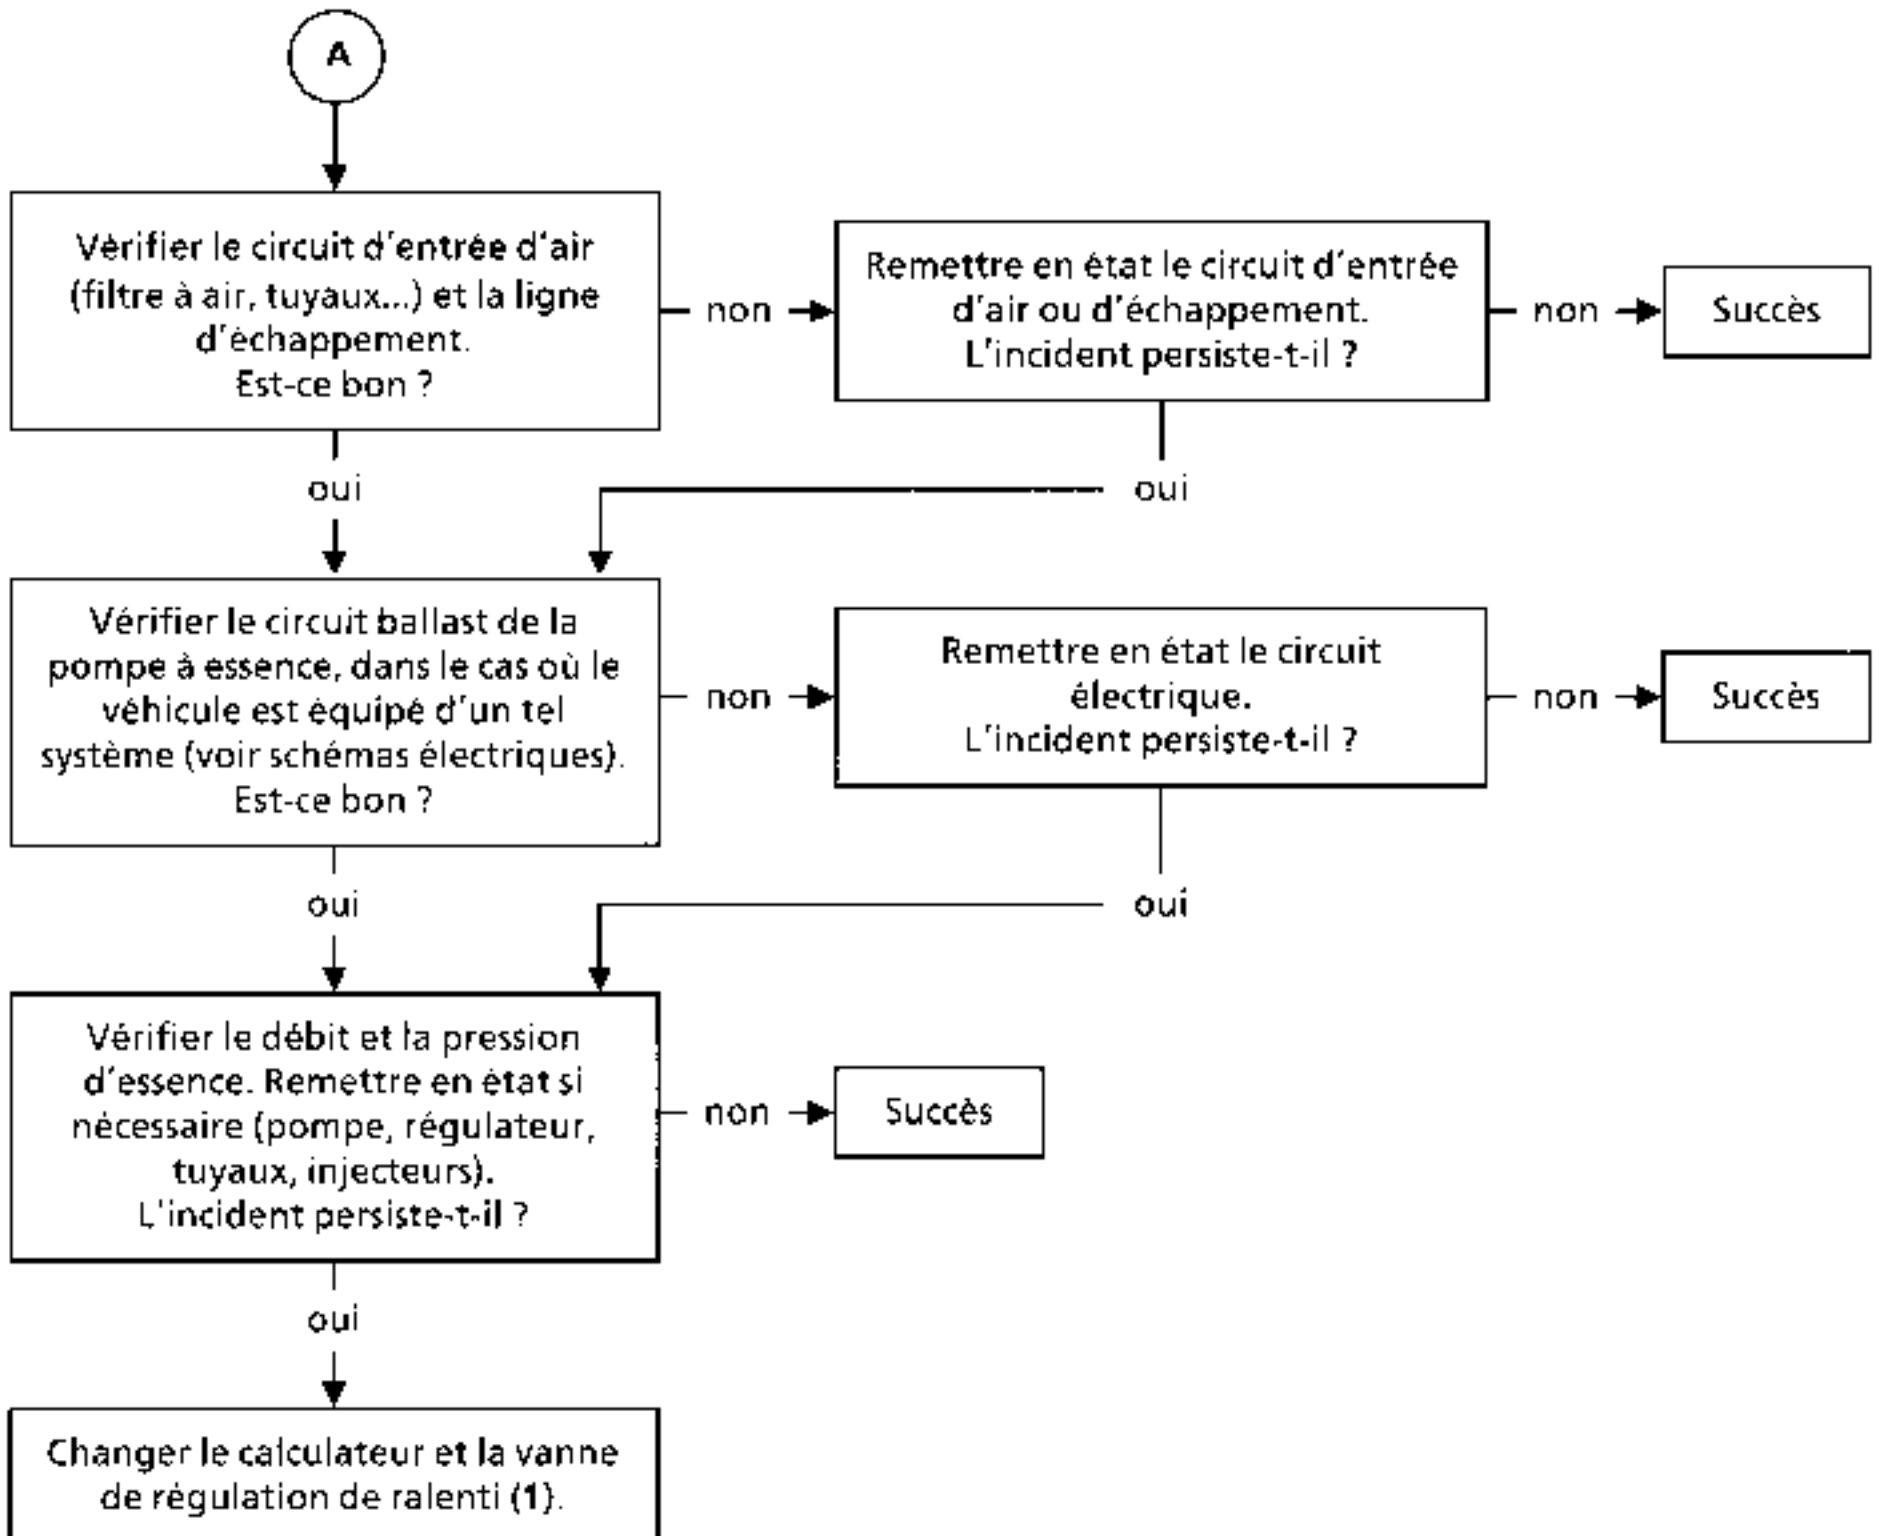 A
Vérifier le circuit d'entrée d'air
(filtre à air, tuyaux...) et la ligne
d'échappement.
Est-ce bon ?
non
Remettre en état le circuit d'entrée
d'air ou d'échappement.
L'incident persiste-t-il ?
non
Succès
oui
oui
Vérifier le circuit ballast de la
pompe à essence, dans le cas où le
véhicule est équipé d'un tel
système (voir schémas électriques).
Est-ce bon ?
non
Remettre en état le circuit
électrique.
L'incident persiste-t-il ?
non
Succès
oui
oui
Vérifier le débit et la pression
d'essence. Remettre en état si
nécessaire (pompe, régulateur,
tuyaux, injecteurs).
L'incident persiste-t-il ?
non
Succès
oui
Changer le calculateur et la vanne
de régulation de ralenti (1).